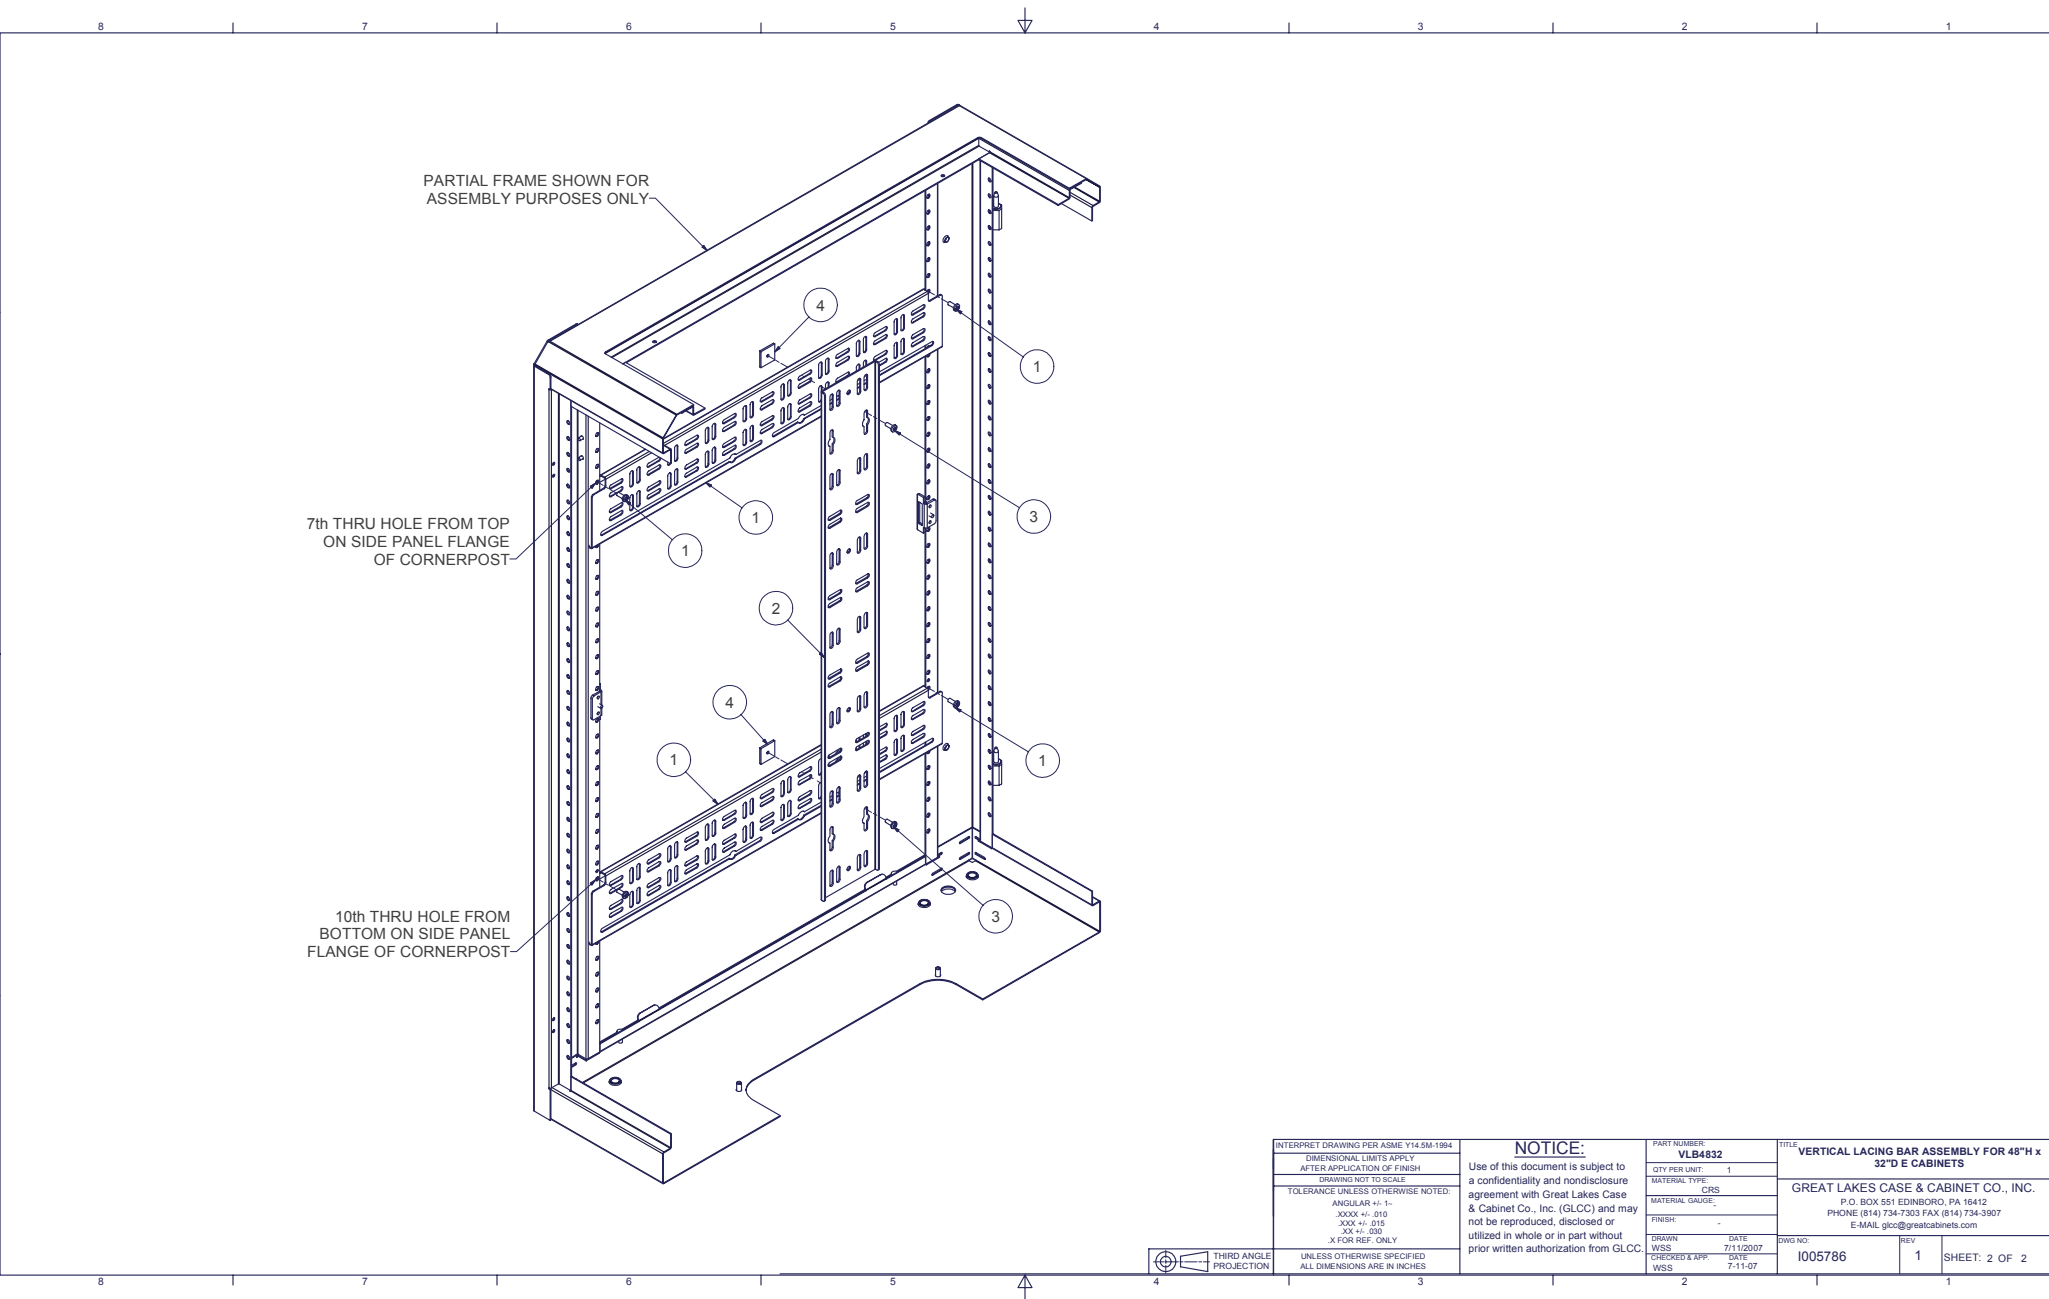 8 7 6 5 4 3 2 1
PARTIAL FRAME SHOWN FOR
ASSEMBLY PURPOSES ONLY
4
1
7th THRU HOLE FROM TOP
ON SIDE PANEL FLANGE
OF CORNERPOST
1
1
3
2
4
1
1
10th THRU HOLE FROM
BOTTOM ON SIDE PANEL
FLANGE OF CORNERPOST
3
THIRD ANGLE
PROJECTION
INTERPRET DRAWING PER ASME Y14.5M-1994
DIMENSIONAL LIMITS APPLY
AFTER APPLICATION OF FINISH
DRAWING NOT TO SCALE
TOLERANCE UNLESS OTHERWISE NOTED:
ANGULAR +/- 1~
.XXXX +/- .010
.XXX +/- .015
.XX +/- .030
.X FOR REF. ONLY
UNLESS OTHERWISE SPECIFIED
ALL DIMENSIONS ARE IN INCHES
NOTICE:
Use of this document is subject to
a confidentiality and nondisclosure
agreement with Great Lakes Case
& Cabinet Co., Inc. (GLCC) and may
not be reproduced, disclosed or
utilized in whole or in part without
prior written authorization from GLCC.
PART NUMBER:
VLB4832
QTY PER UNIT: 1
MATERIAL TYPE:
CRS
MATERIAL GAUGE: -
FINISH: -
DRAWN DATE
WSS 7/11/2007
CHECKED & APP. DATE
WSS 7-11-07
TITLE VERTICAL LACING BAR ASSEMBLY FOR 48"H x
32"D E CABINETS
GREAT LAKES CASE & CABINET CO., INC.
P.O. BOX 551 EDINBORO, PA 16412
PHONE (814) 734-7303 FAX (814) 734-3907
E-MAIL glcc@greatcabinets.com
DWG NO:
I005786
REV
1
SHEET: 2 OF 2
8 7 6 5 4 3 2 1